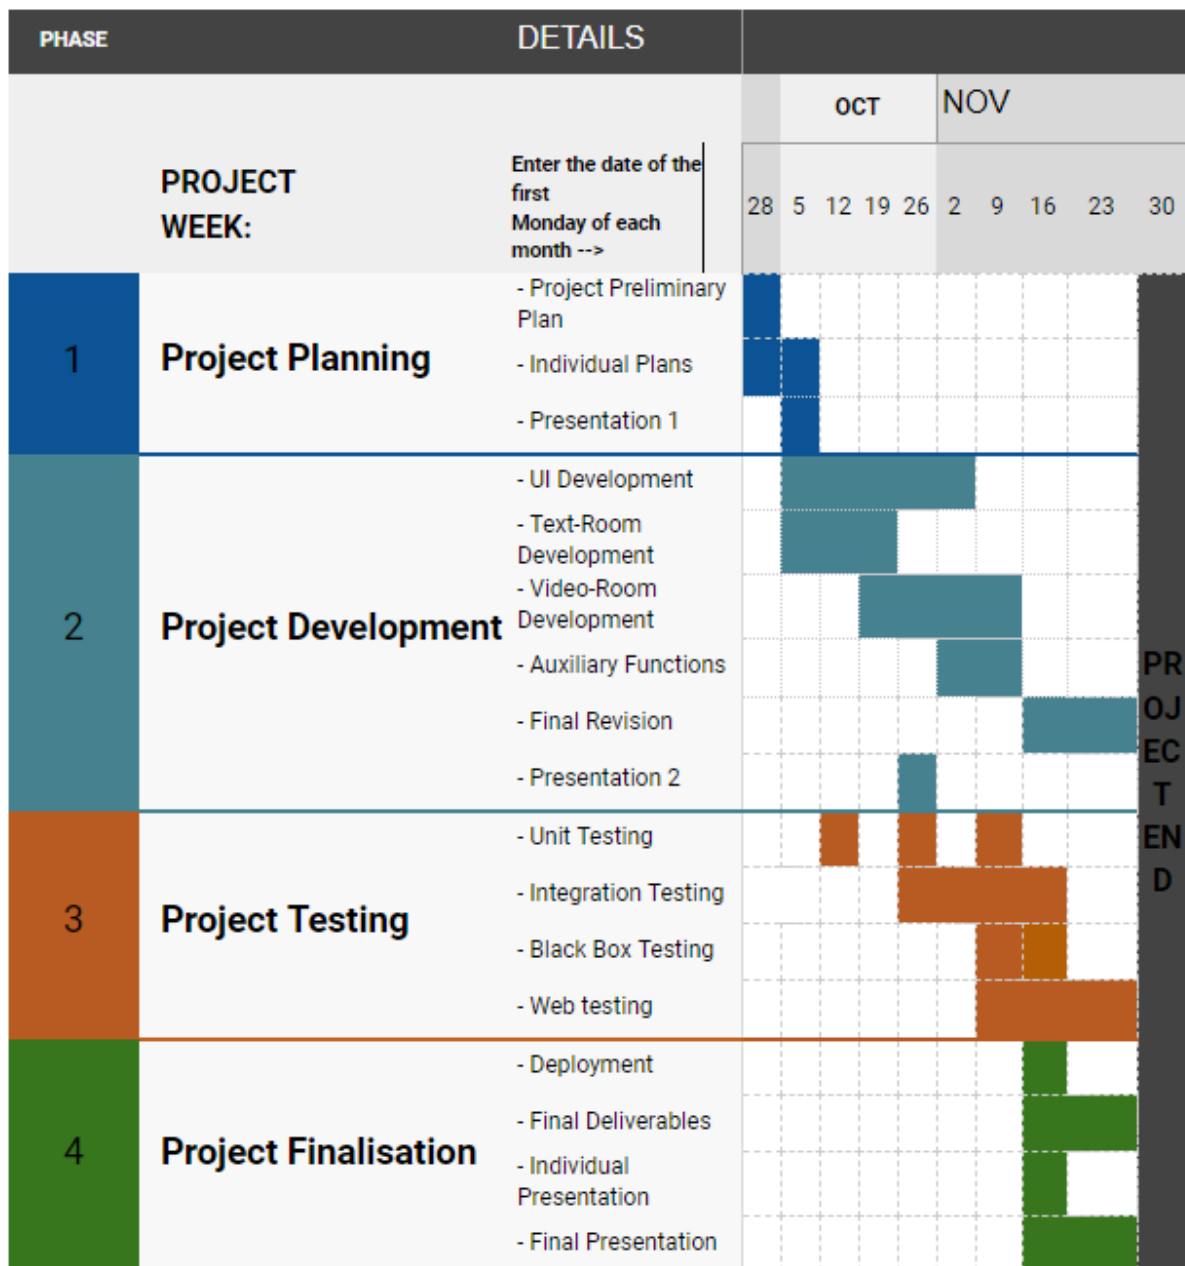 PHASE DETAILS
OCT NOV
PROJECT
WEEK:
Enter the date of the
first
Monday of each
month -->
28 5 12 19 26 2 9 16 23 30
1
Project Planning
- Project Preliminary
Plan
- Individual Plans
- Presentation 1
2
Project Development
- UI Development
- Text-Room
Development
- Video-Room
Development
- Auxiliary Functions
- Final Revision
- Presentation 2
3
Project Testing
- Unit Testing
- Integration Testing
- Black Box Testing
- Web testing
4
Project Finalisation
- Deployment
- Final Deliverables
- Individual
Presentation
- Final Presentation
PR
OJ
EC
T
EN
D